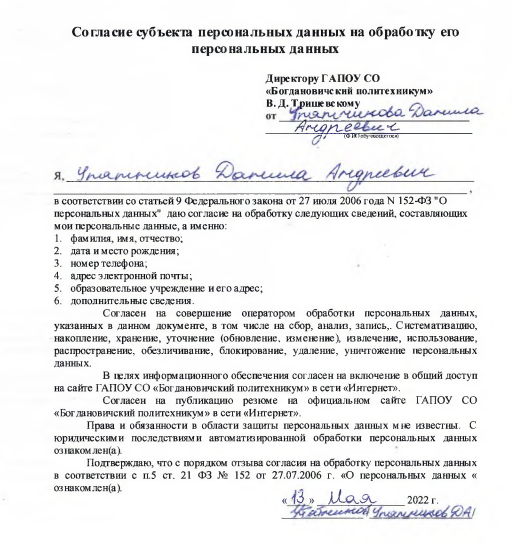 Согласие субъекта персональных данных на обработку его
персональных данных
Директору ГАПОУ СО
«Богдановичский политехникум»
В. Д. Тришевскому
от Упятчикова Данила
Андреевич
(Ф.И.О обучающегося)
Я, Упятчиков Данила Андреевич
в соответствии со статьей 9 Федерального закона от 27 июля 2006 года N 152-ФЗ "О
персональных данных" даю согласие на обработку следующих сведений, составляющих
мои персональные данные, а именно:
1. фамилия, имя, отчество;
2. дата и место рождения;
3. номер телефона;
4. адрес электронной почты;
5. образовательное учреждение и его адрес;
6. дополнительные сведения.
Согласен на совершение оператором обработки персональных данных,
указанных в данном документе, в том числе на сбор, анализ, запись,. Систематизацию,
накопление, хранение, уточнение (обновление, изменение), извлечение, использование,
распространение, обезличивание, блокирование, удаление, уничтожение персональных
данных.
В целях информационного обеспечения согласен на включение в общий доступ
на сайте ГАПОУ СО «Богдановичский политехникум» в сети «Интернет».
Согласен на публикацию резюме на официальном сайте ГАПОУ СО
«Богдановичский политехникум» в сети «Интернет».
Права и обязанности в области защиты персональных данных мне известны. С
юридическими последствиями автоматизированной обработки персональных данных
ознакомлен(а).
Подтверждаю, что с порядком отзыва согласия на обработку персональных данных
в соответствии с п.5 ст. 21 ФЗ № 152 от 27.07.2006 г. «О персональных данных «
ознакомлен(а).
«13» Мая 2022 г.
Упятчиков ДА/